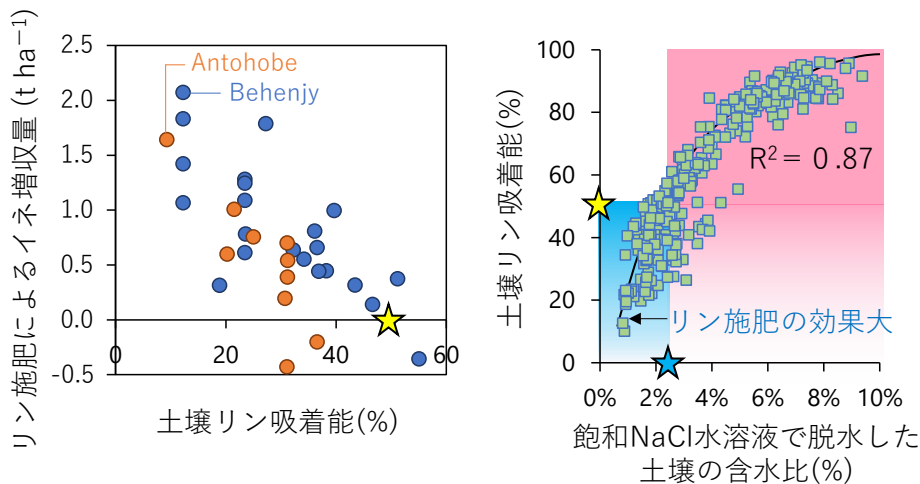 リン施肥によるイネ増収量 (t ha⁻¹)
2.5
2.0
1.5
1.0
0.5
0.0
-0.5
0
20
40
60
Antohobe
Behenjy
土壌リン吸着能(%)
土壌リン吸着能(%)
100
80
60
40
20
0
0%
2%
4%
6%
8%
10%
R² = 0.87
リン施肥の効果大
飽和NaCl水溶液で脱水した
土壌の含水比(%)